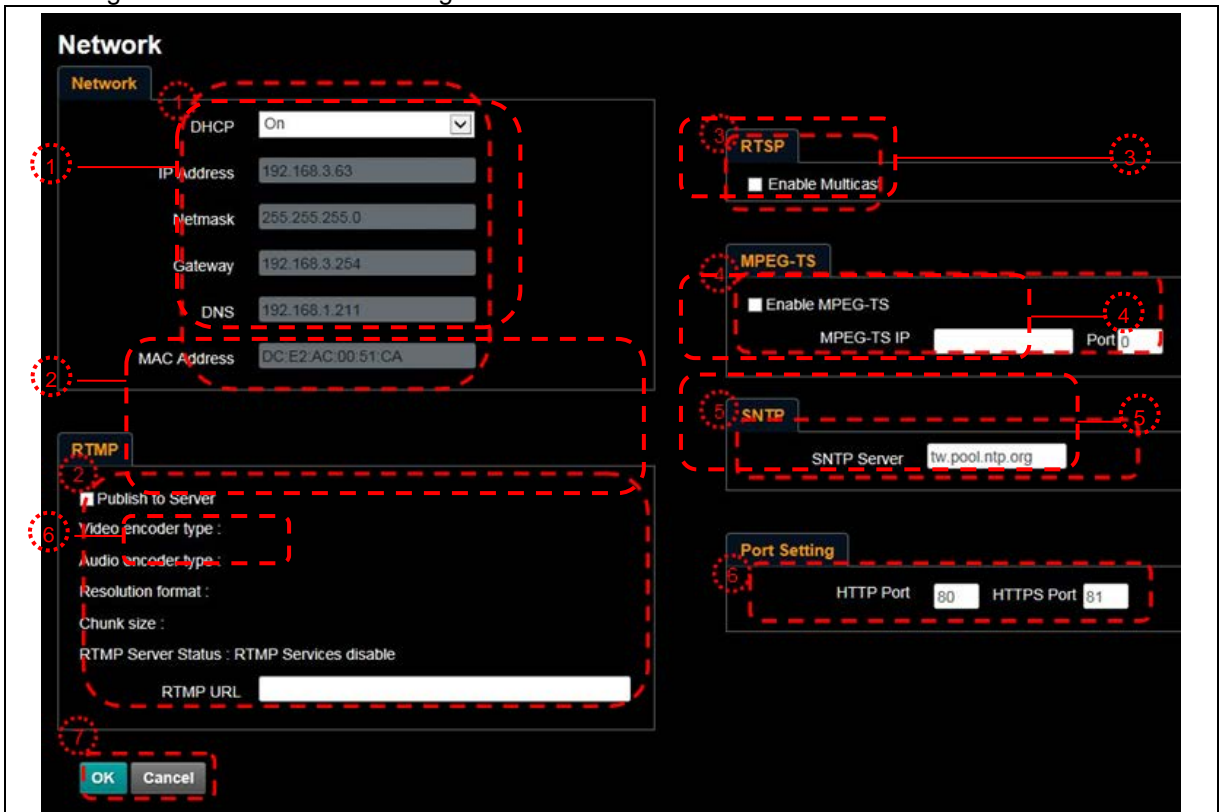 Network
Network
1
DHCP On
1
IP Address 192.168.3.63
Netmask 255.255.255.0
Gateway 192.168.3.254
DNS 192.168.1.211
MAC Address DC:E2:AC:00:51:CA
2
RTMP
2
Publish to Server
Video encoder type :
6
Audio encoder type :
Resolution format :
Chunk size :
RTMP Server Status : RTMP Services disable
RTMP URL
7
OK Cancel
3
RTSP
3
Enable Multicas
MPEG-TS
4
Enable MPEG-TS
4
MPEG-TS IP Port 0
5
SNTP
5
SNTP Server tw.pool.ntp.org
Port Setting
6
HTTP Port 80 HTTPS Port 81